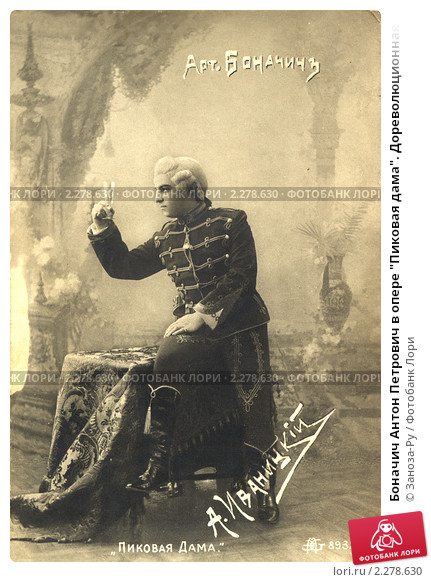 Арт. Боначичъ
ФОТОБАНК ЛОРИ · 2.278.630 · ФОТОБАНК ЛОРИ · 2.278.630 · ФОТОБАНК ЛОРИ
ФОТОБАНК ЛОРИ · 2.278.630 · ФОТОБАНК ЛОРИ · 2.278.630 · ФОТОБАНК ЛОРИ
А. Иваницкій
„Пиковая Дама."
893
Боначич Антон Петрович в опере "Пиковая дама". Дореволюционная
© Заноза-Ру / Фотобанк Лори
ФОТОБАНК ЛОРИ
lori.ru/2.278.630